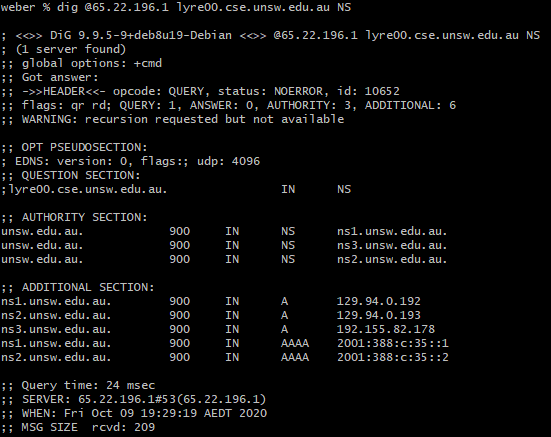 weber % dig @65.22.196.1 lyre00.cse.unsw.edu.au NS
; <<>> DiG 9.9.5-9+deb8u19-Debian <<>> @65.22.196.1 lyre00.cse.unsw.edu.au NS
; (1 server found)
;; global options: +cmd
;; Got answer:
;; ->>HEADER<<- opcode: QUERY, status: NOERROR, id: 10652
;; flags: qr rd; QUERY: 1, ANSWER: 0, AUTHORITY: 3, ADDITIONAL: 6
;; WARNING: recursion requested but not available
;; OPT PSEUDOSECTION:
; EDNS: version: 0, flags:; udp: 4096
;; QUESTION SECTION:
;lyre00.cse.unsw.edu.au. IN NS
;; AUTHORITY SECTION:
unsw.edu.au. 900 IN NS ns1.unsw.edu.au.
unsw.edu.au. 900 IN NS ns3.unsw.edu.au.
unsw.edu.au. 900 IN NS ns2.unsw.edu.au.
;; ADDITIONAL SECTION:
ns1.unsw.edu.au. 900 IN A 129.94.0.192
ns2.unsw.edu.au. 900 IN A 129.94.0.193
ns3.unsw.edu.au. 900 IN A 192.155.82.178
ns1.unsw.edu.au. 900 IN AAAA 2001:388:c:35::1
ns2.unsw.edu.au. 900 IN AAAA 2001:388:c:35::2
;; Query time: 24 msec
;; SERVER: 65.22.196.1#53(65.22.196.1)
;; WHEN: Fri Oct 09 19:29:19 AEDT 2020
;; MSG SIZE rcvd: 209